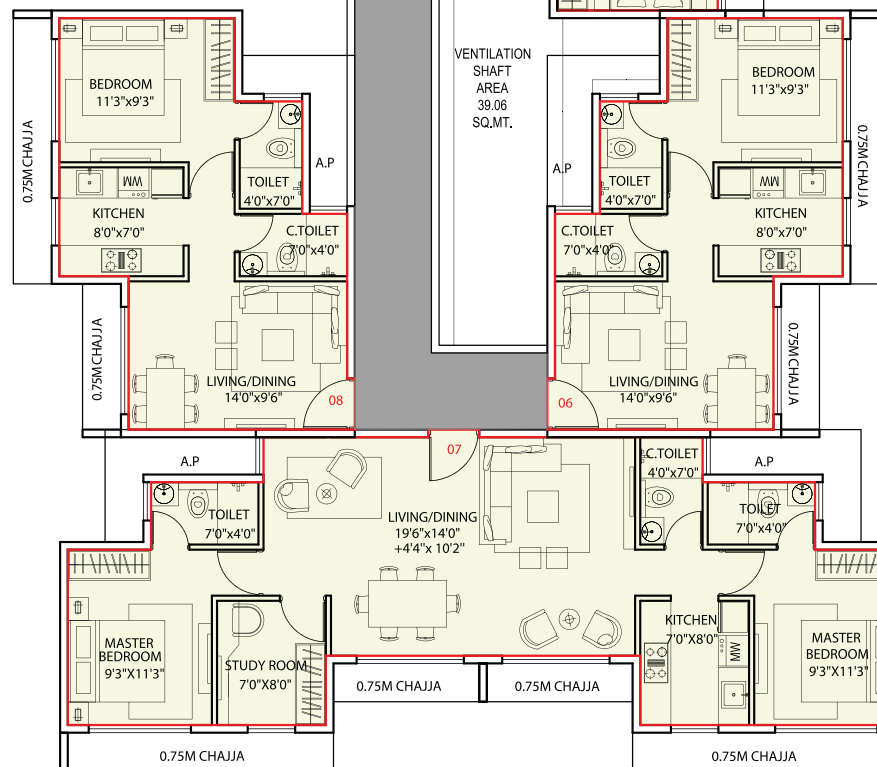 VENTILATION
SHAFT
AREA
39.06
SQ.MT.
BEDROOM
11'3"x9'3"
BEDROOM
11'3"x9'3"
0.75M CHAJJA
0.75M CHAJJA
A.P
A.P
TOILET
4'0"x7'0"
TOILET
4'0"x7'0"
MW
MW
KITCHEN
8'0"x7'0"
KITCHEN
8'0"x7'0"
C.TOILET
7'0"x4'0"
C.TOILET
7'0"x4'0"
0.75M CHAJJA
0.75M CHAJJA
LIVING/DINING
14'0"x9'6"
LIVING/DINING
14'0"x9'6"
08
06
07
A.P
A.P
C.TOILET
4'0"x7'0"
TOILET
7'0"x4'0"
TOILET
7'0"x4'0"
LIVING/DINING
19'6"x14'0"
+4'4"x 10'2"
KITCHEN
7'0"X8'0"
MW
MASTER
BEDROOM
9'3"X11'3"
STUDY ROOM
7'0"X8'0"
MASTER
BEDROOM
9'3"X11'3"
0.75M CHAJJA
0.75M CHAJJA
0.75M CHAJJA
0.75M CHAJJA